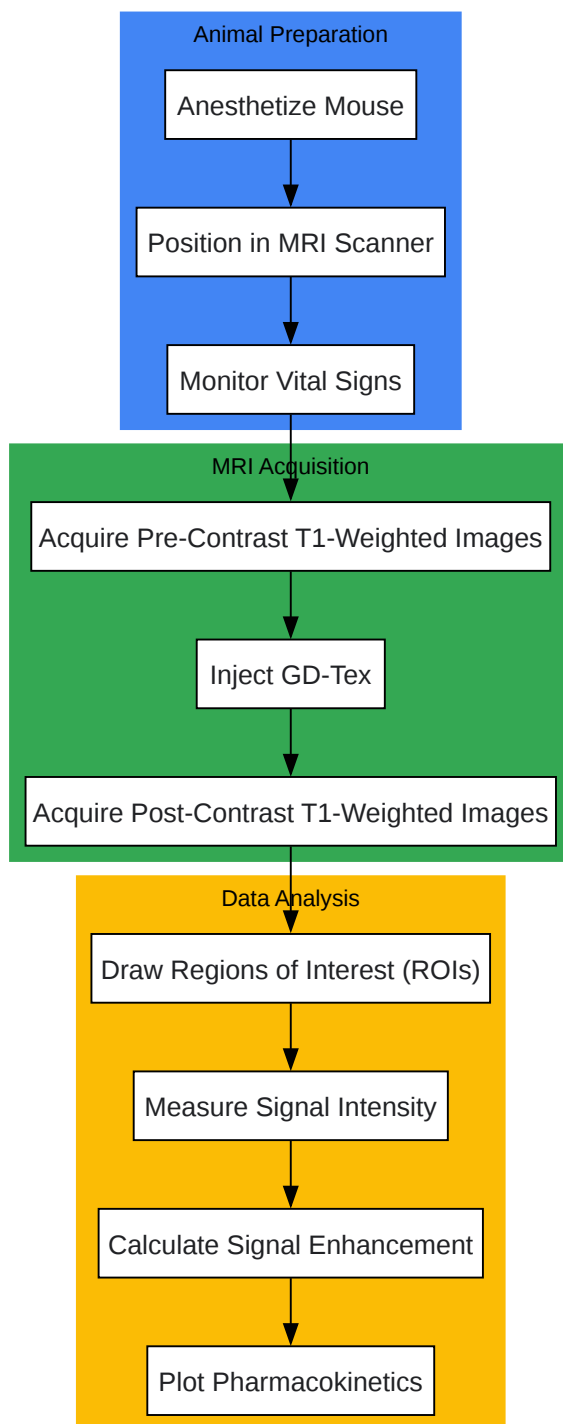 Animal Preparation
Anesthetize Mouse
Position in MRI Scanner
Monitor Vital Signs
MRI Acquisition
Acquire Pre-Contrast T1-Weighted Images
Inject GD-Tex
Acquire Post-Contrast T1-Weighted Images
Data Analysis
Draw Regions of Interest (ROIs)
Measure Signal Intensity
Calculate Signal Enhancement
Plot Pharmacokinetics